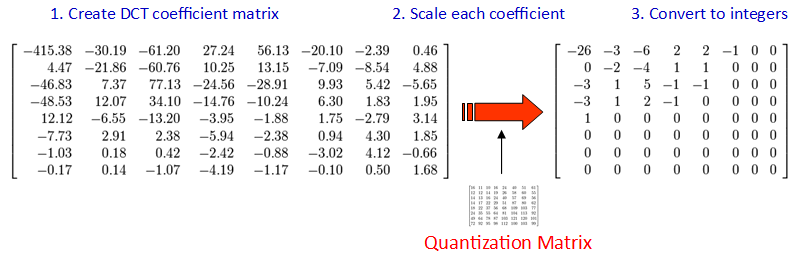 1. Create DCT coefficient matrix 2. Scale each coefficient 3. Convert to integers
−415.38 −30.19 −61.20 27.24 56.13 −20.10 −2.39 0.46 −26 −3 −6 2 2 −1 0 0
4.47 −21.86 −60.76 10.25 13.15 −7.09 −8.54 4.88 0 −2 −4 1 1 0 0 0
−46.83 7.37 77.13 −24.56 −28.91 9.93 5.42 −5.65 −3 1 5 −1 −1 0 0 0
−48.53 12.07 34.10 −14.76 −10.24 6.30 1.83 1.95 −3 1 2 −1 0 0 0 0
12.12 −6.55 −13.20 −3.95 −1.88 1.75 −2.79 3.14 1 0 0 0 0 0 0 0
−7.73 2.91 2.38 −5.94 −2.38 0.94 4.30 1.85 0 0 0 0 0 0 0 0
−1.03 0.18 0.42 −2.42 −0.88 −3.02 4.12 −0.66 0 0 0 0 0 0 0 0
−0.17 0.14 −1.07 −4.19 −1.17 −0.10 0.50 1.68 0 0 0 0 0 0 0 0
Quantization Matrix